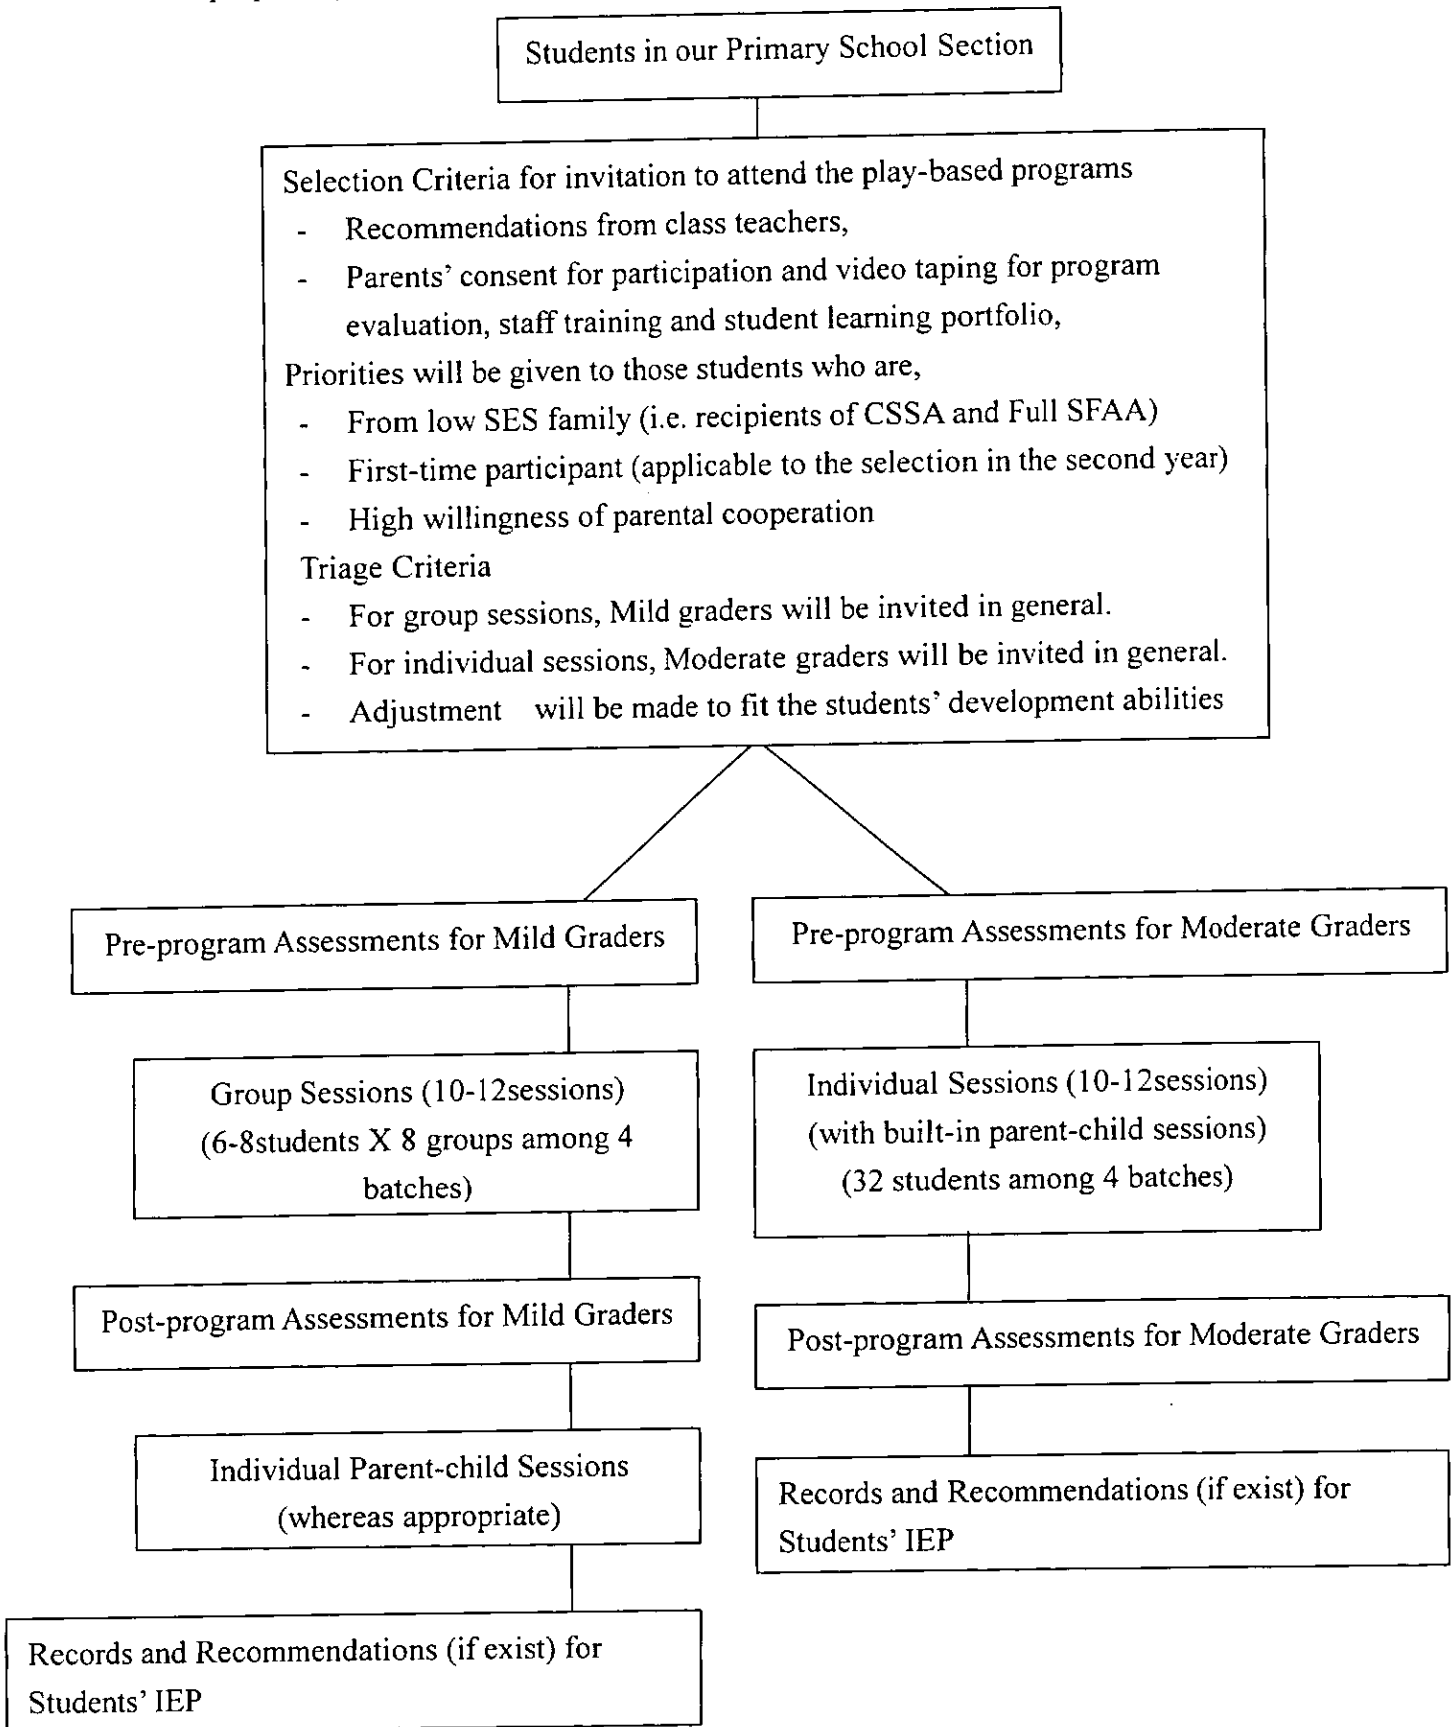 Students in our Primary School Section
Selection Criteria for invitation to attend the play-based programs
- Recommendations from class teachers,
- Parents' consent for participation and video taping for program
evaluation, staff training and student learning portfolio,
Priorities will be given to those students who are,
- From low SES family (i.e. recipients of CSSA and Full SFAA)
- First-time participant (applicable to the selection in the second year)
- High willingness of parental cooperation
Triage Criteria
- For group sessions, Mild graders will be invited in general.
- For individual sessions, Moderate graders will be invited in general.
- Adjustment will be made to fit the students' development abilities
Pre-program Assessments for Mild Graders
Group Sessions (10-12sessions)
(6-8students X 8 groups among 4
batches)
Post-program Assessments for Mild Graders
Individual Parent-child Sessions
(whereas appropriate)
Records and Recommendations (if exist) for
Students' IEP
Pre-program Assessments for Moderate Graders
Individual Sessions (10-12sessions)
(with built-in parent-child sessions)
(32 students among 4 batches)
Post-program Assessments for Moderate Graders
Records and Recommendations (if exist) for
Students' IEP